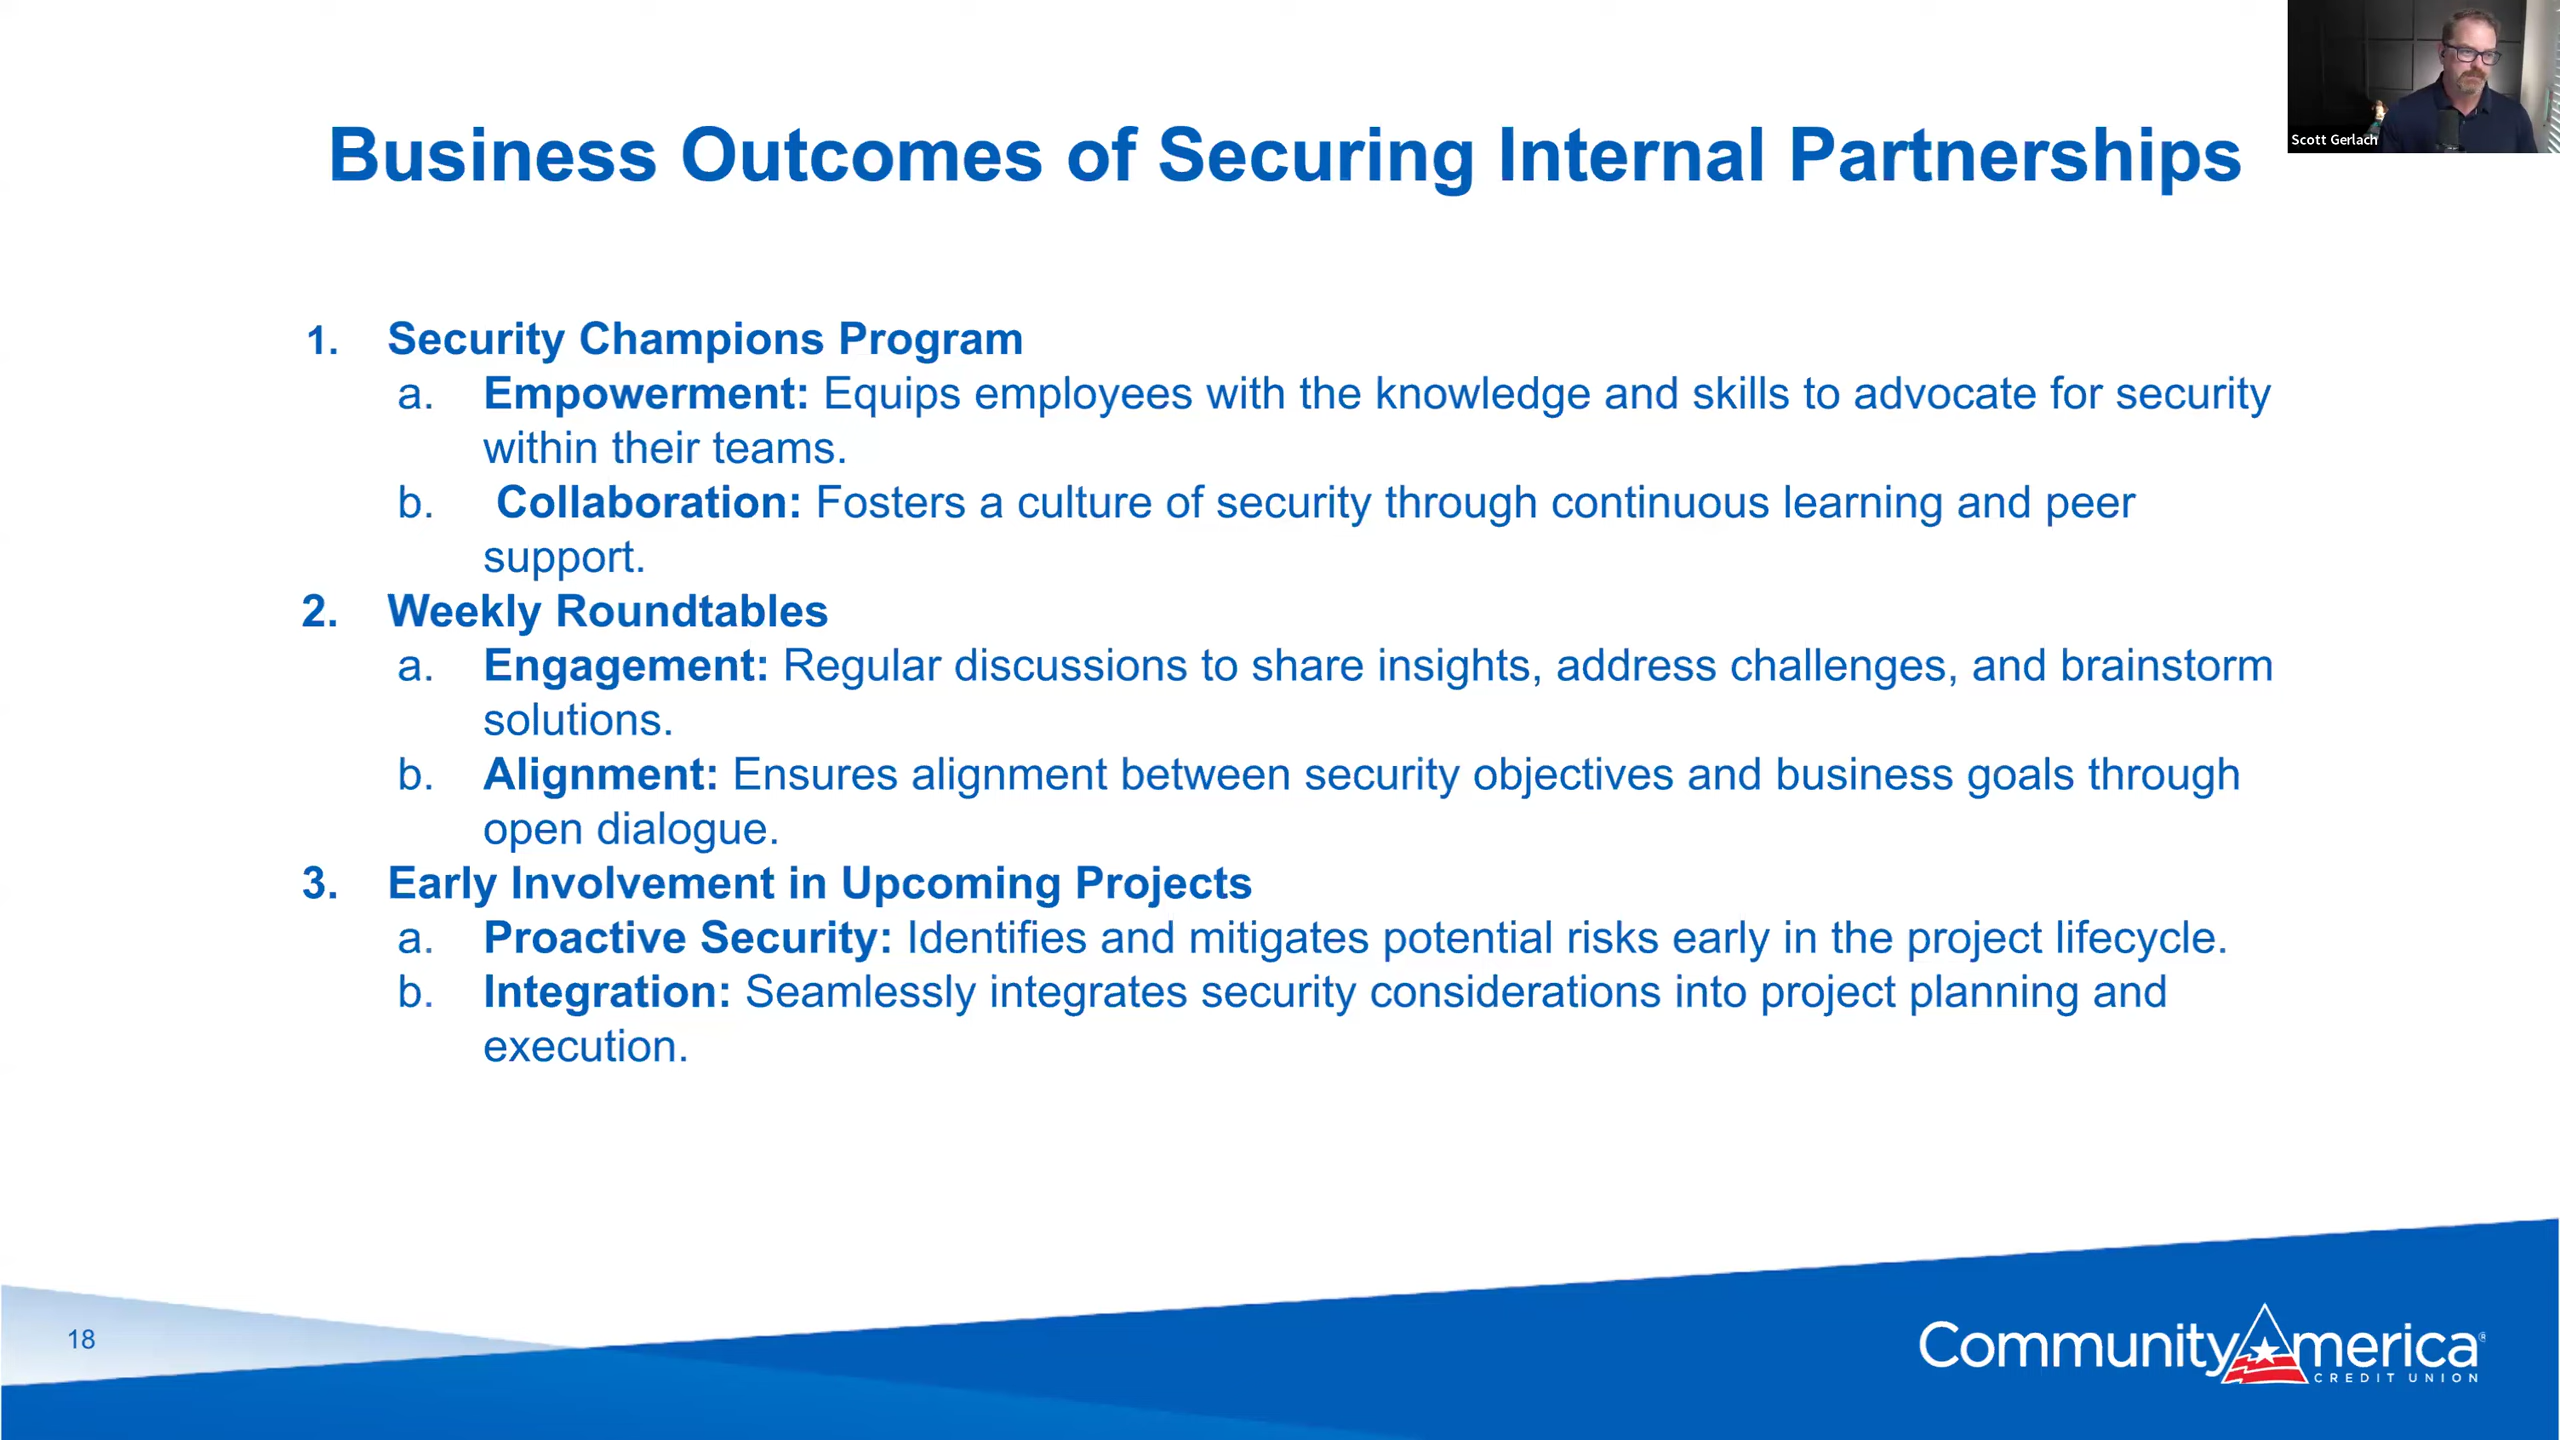 Scott Gerlach
Business Outcomes of Securing Internal Partnerships
1. Security Champions Program
a. Empowerment: Equips employees with the knowledge and skills to advocate for security
within their teams.
b. Collaboration: Fosters a culture of security through continuous learning and peer
support.
2. Weekly Roundtables
a. Engagement: Regular discussions to share insights, address challenges, and brainstorm
solutions.
b. Alignment: Ensures alignment between security objectives and business goals through
open dialogue.
3. Early Involvement in Upcoming Projects
a. Proactive Security: Identifies and mitigates potential risks early in the project lifecycle.
b. Integration: Seamlessly integrates security considerations into project planning and
execution.
18
CommunityAmerica®
CREDIT UNION